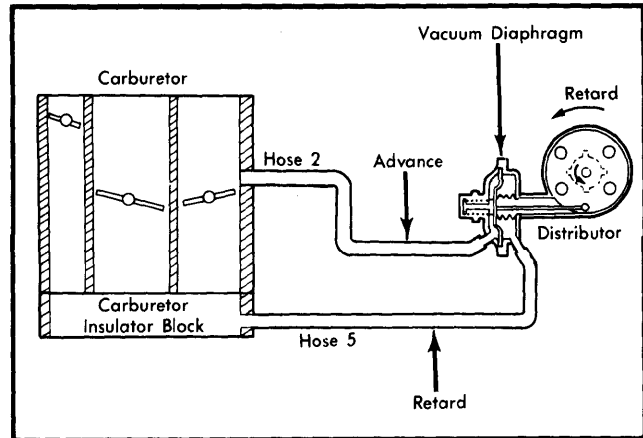 Vacuum Diaphragm
Carburetor
Retard
Hose 2
Advance
Distributor
Carburetor
Insulator Block
Hose 5
Retard